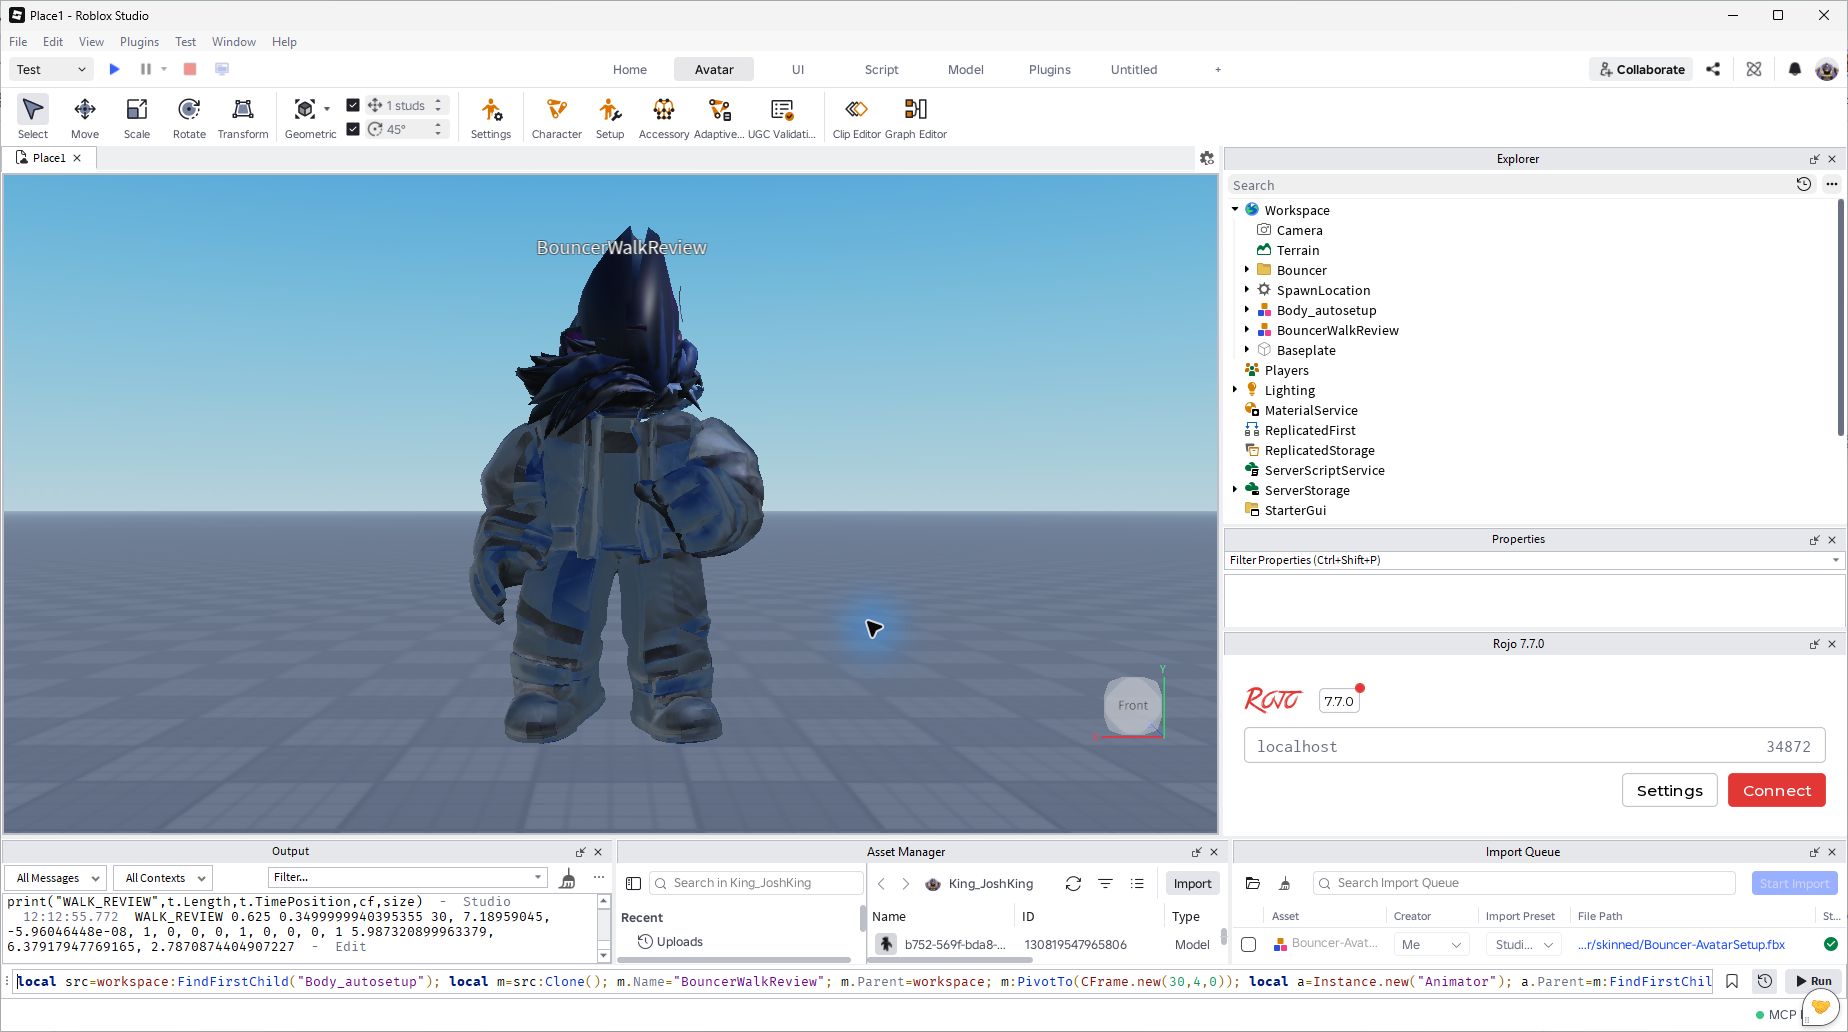 Place1 - Roblox Studio
File Edit View Plugins Test Window Help
Test
Home Avatar UI Script Model Plugins Untitled +
Collaborate
Select Move Scale Rotate Transform Geometric
1 studs
45°
Settings Character Setup Accessory Adaptive... UGC Validati... Clip Editor Graph Editor
Place1
BouncerWalkReview
Front
Y
Explorer
Search
Workspace
Camera
Terrain
Bouncer
SpawnLocation
Body_autosetup
BouncerWalkReview
Baseplate
Players
Lighting
MaterialService
ReplicatedFirst
ReplicatedStorage
ServerScriptService
ServerStorage
StarterGui
Properties
Filter Properties (Ctrl+Shift+P)
Rojo 7.7.0
ROJO 7.7.0
localhost 34872
Settings Connect
Output
All Messages All Contexts Filter...
print("WALK_REVIEW",t.Length,t.TimePosition,cf,size) - Studio
12:12:55.772 WALK_REVIEW 0.625 0.3499999940395355 30, 7.18959045,
-5.96046448e-08, 1, 0, 0, 0, 1, 0, 0, 0, 1 5.987320899963379,
6.37917947769165, 2.7870874404907227 - Edit
Asset Manager
Search in King_JoshKing
King_JoshKing
Import
Recent
Uploads
Name ID Type
b752-569f-bda8-... 130819547965806 Model
Import Queue
Search Import Queue
Start Import
Asset Creator Import Preset File Path St...
Bouncer-Avat... Me Studi... ...r/skinned/Bouncer-AvatarSetup.fbx
local src=workspace:FindFirstChild("Body_autosetup"); local m=src:Clone(); m.Name="BouncerWalkReview"; m.Parent=workspace; m:PivotTo(CFrame.new(30,4,0)); local a=Instance.new("Animator"); a.Parent=m:FindFirstChil
Run
MCP